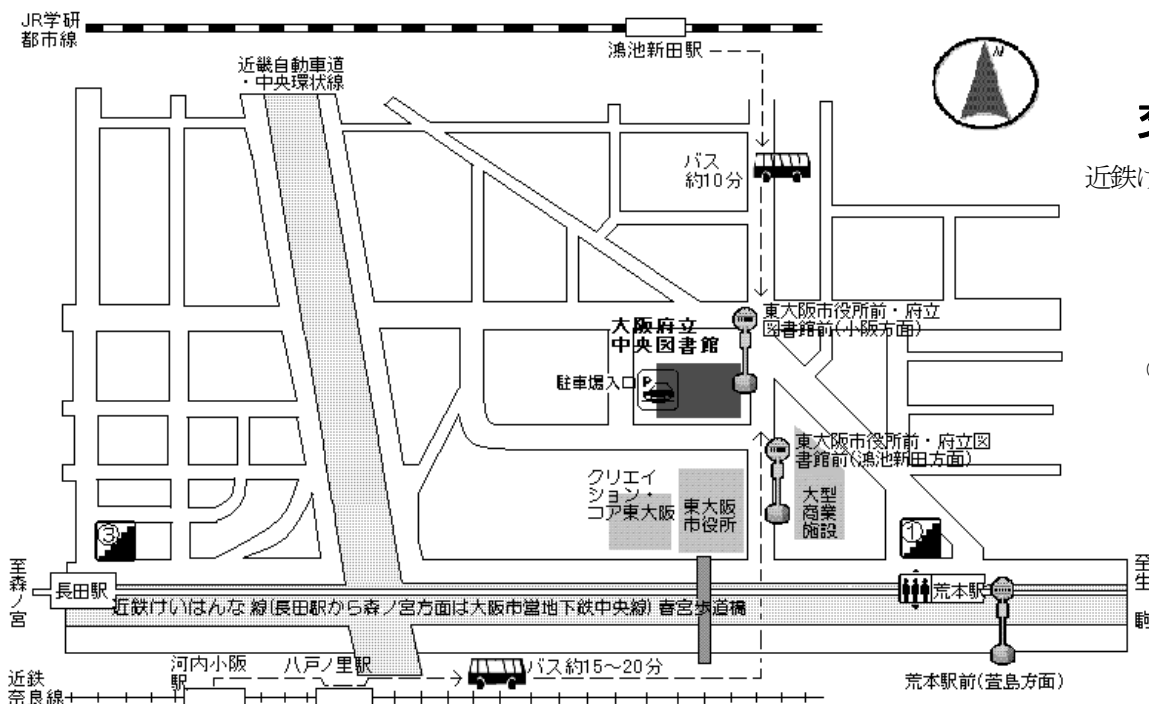 JR学研
都市線
鴻池新田駅
近畿自動車道
・中央環状線
N
バス
約10分
近鉄け
東大阪市役所前・府立
図書館前(小阪方面)
大阪府立
中央図書館
駐車場入口
P
(
東大阪市役所前・府立図
書館前(鴻池新田方面)
クリエイ
ション・
コア東大阪
東大阪
市役所
大型
商業
施設
③
①
至森ノ宮
長田駅
荒本駅
至生駒
近鉄けいはんな線(長田駅から森ノ宮方面は大阪市営地下鉄中央線)
春宮歩道橋
河内小阪
駅
八戸ノ里駅
バス約15～20分
近鉄
奈良線
荒本駅前(萱島方面)